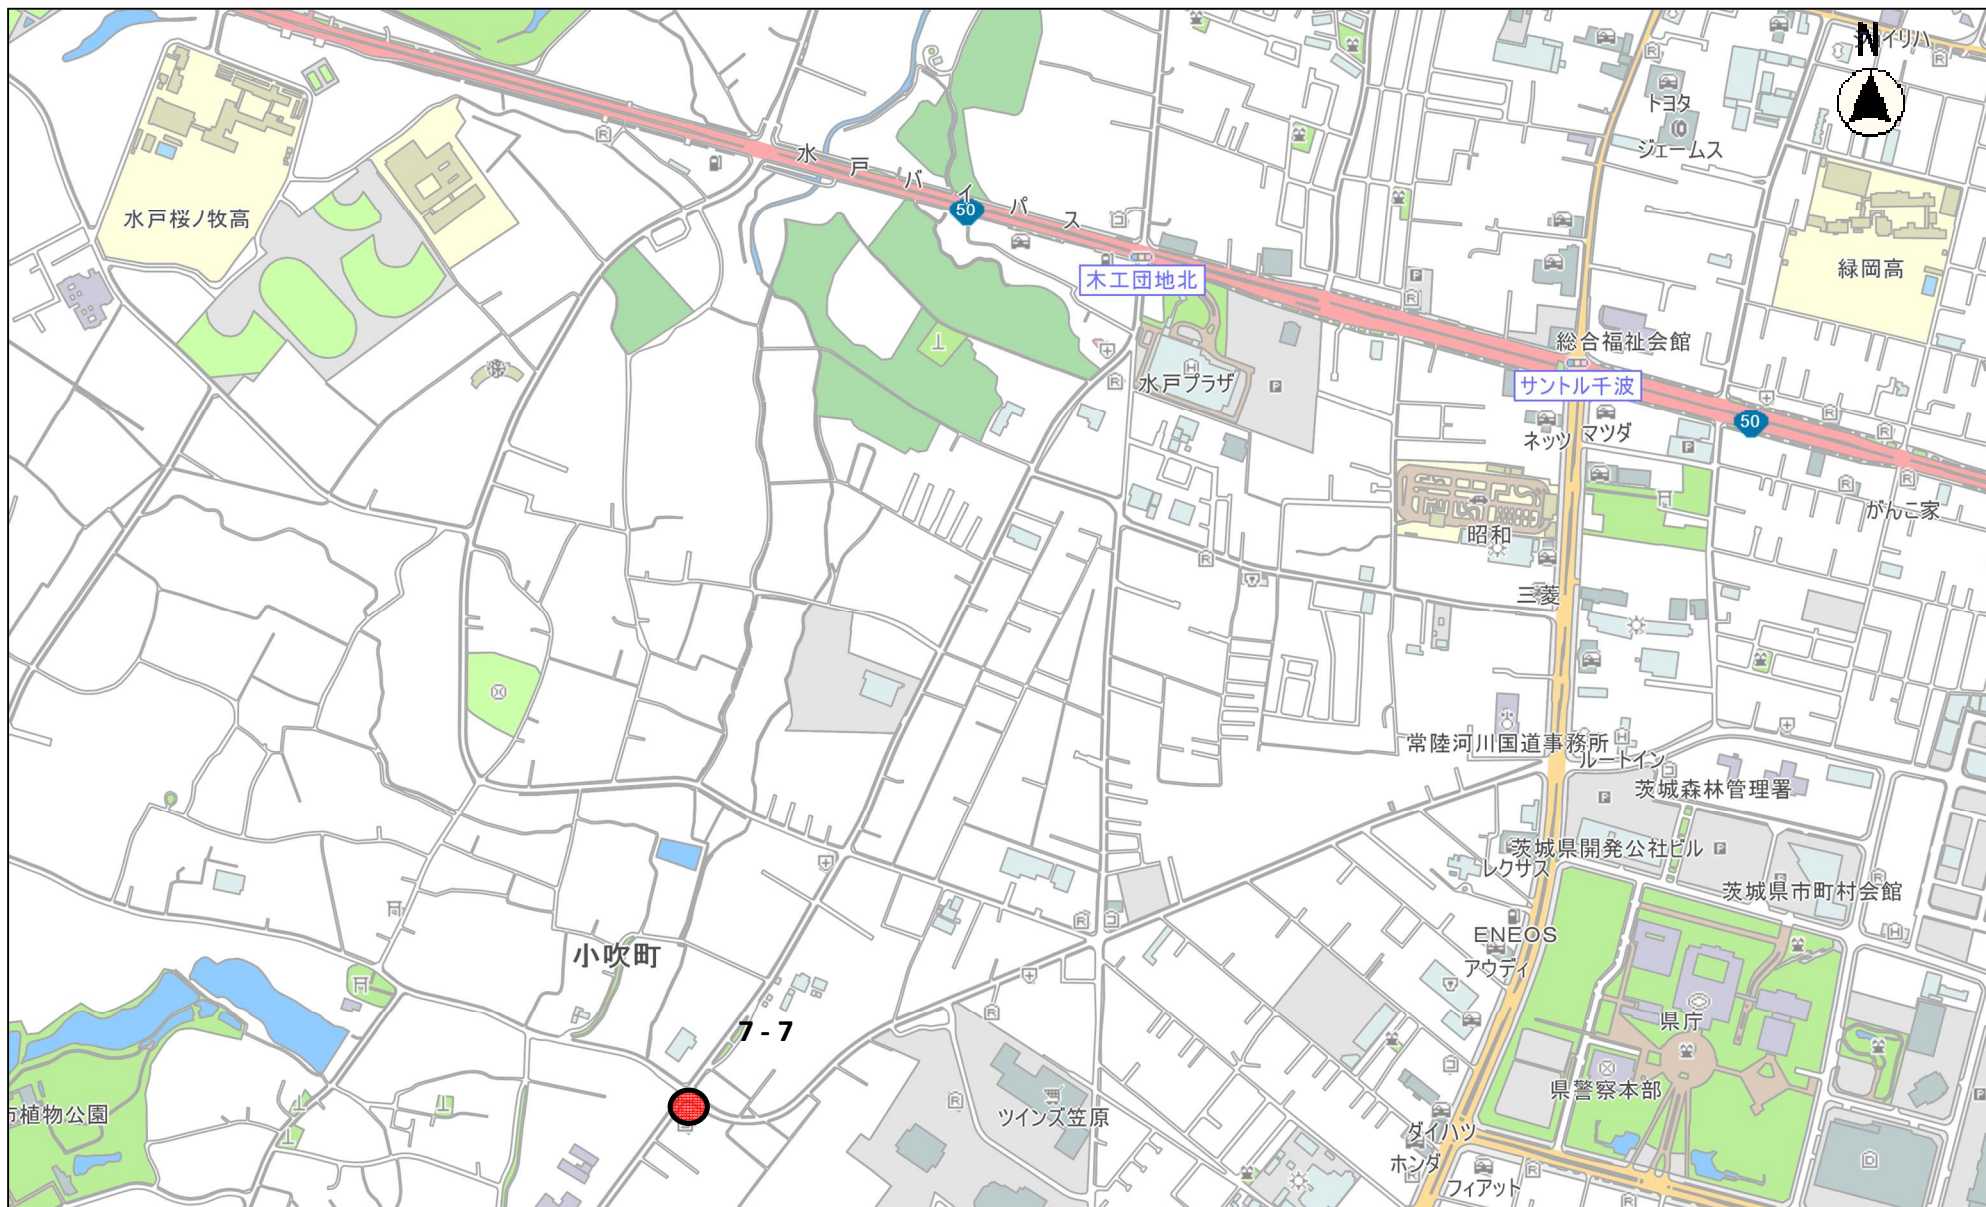 N
イリハ
トヨタ
ジェームス
水戸バイパス
50
水戸桜ノ牧高
緑岡高
木工団地北
総合福祉会館
水戸プラザ
サントル千波
50
ネッツ
マツダ
がんこ家
昭和
三菱
常陸河川国道事務所
ルートイン
茨城森林管理署
茨城県開発公社ビル
レクサス
茨城県市町村会館
小吹町
ENEOS
アウディ
7-7
県庁
県警察本部
市植物公園
ツインズ笠原
ダイハツ
ホンダ
フィアット